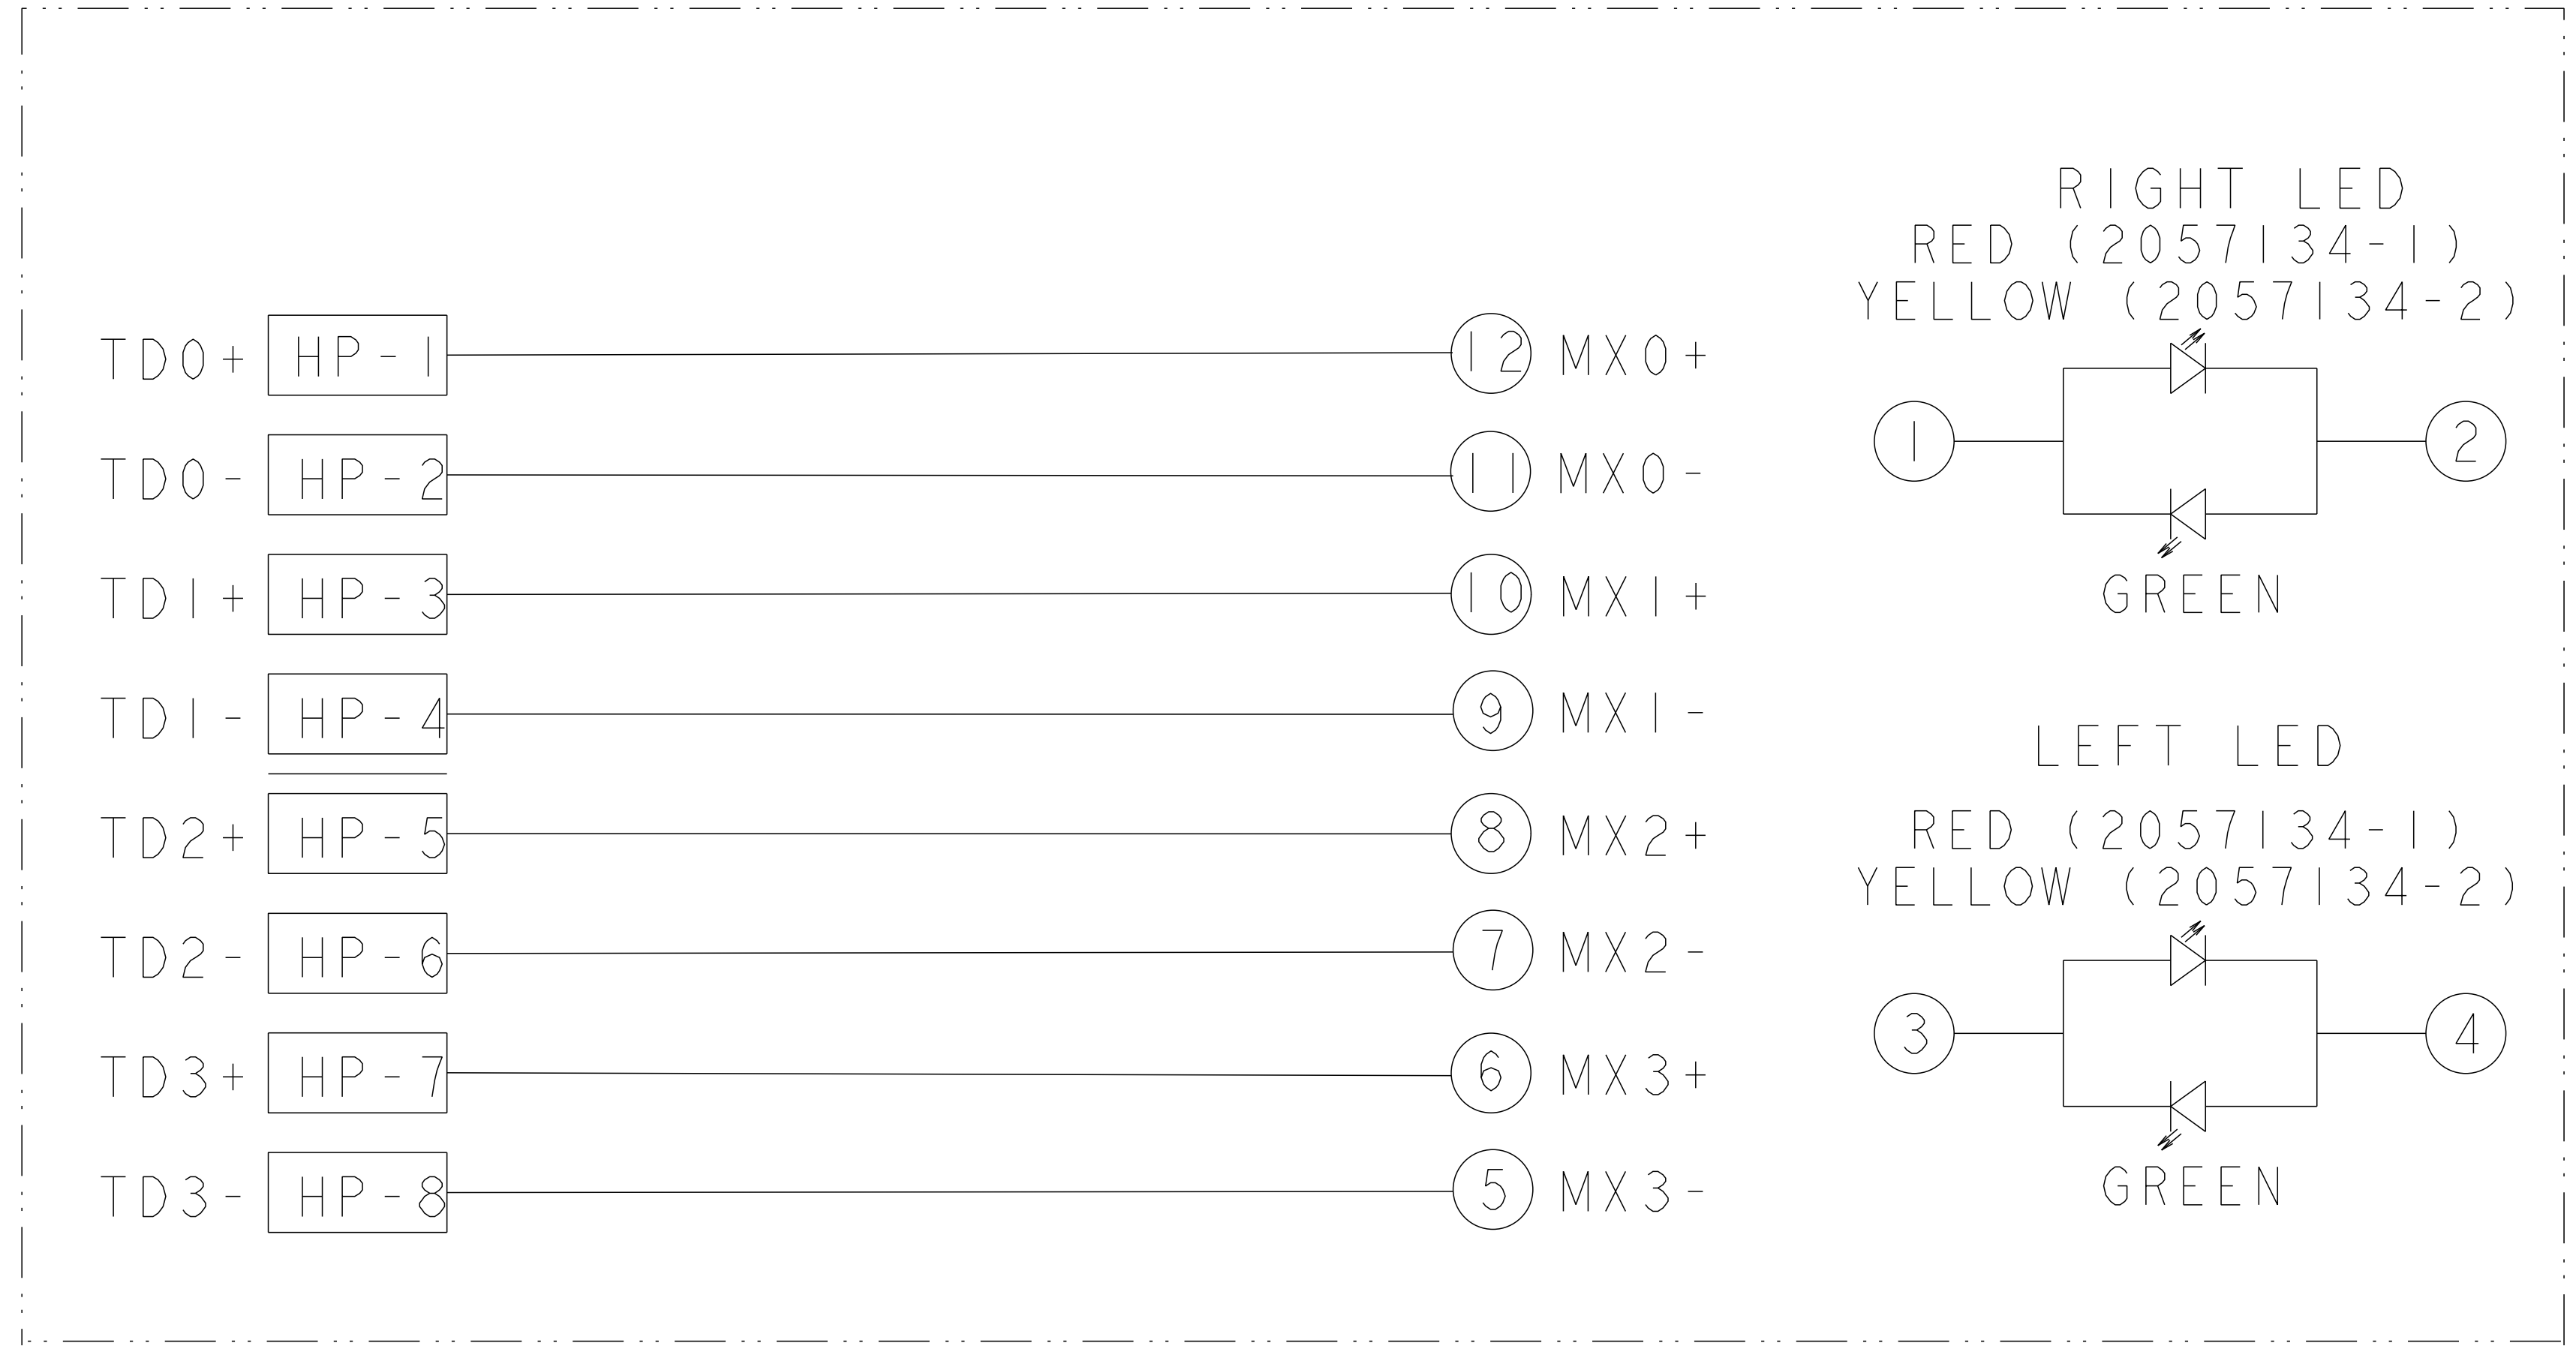 TD0+ HP-1 12 MX0+
TD0- HP-2 11 MX0-
TD1+ HP-3 10 MX1+
TD1- HP-4 9 MX1-
TD2+ HP-5 8 MX2+
TD2- HP-6 7 MX2-
TD3+ HP-7 6 MX3+
TD3- HP-8 5 MX3-
RIGHT LED
RED (2057134-1)
YELLOW (2057134-2)
1 2
GREEN
LEFT LED
RED (2057134-1)
YELLOW (2057134-2)
3 4
GREEN